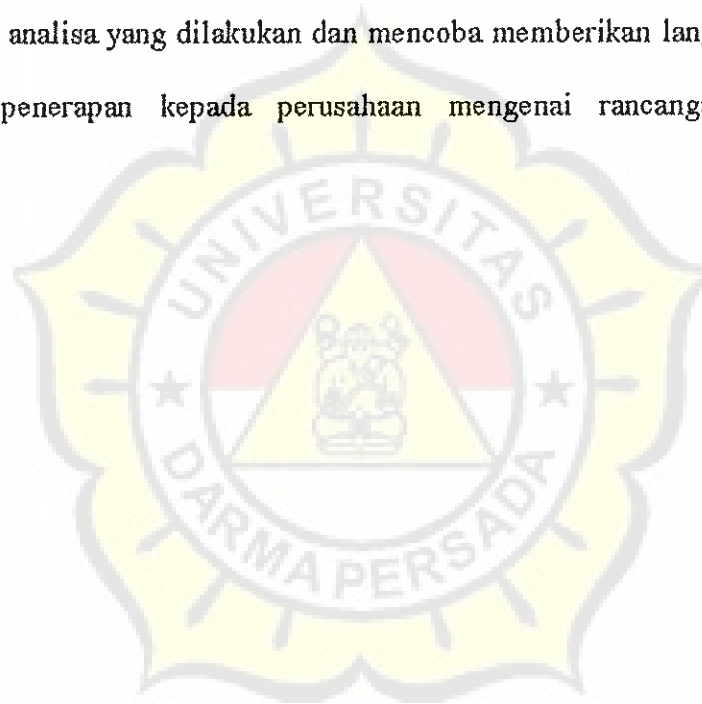 analisa yang dilakukan dan mencoba memberikan
penerapan kepada perusahaan mengenai
UNIVERSITAS
DARMA PERSADA